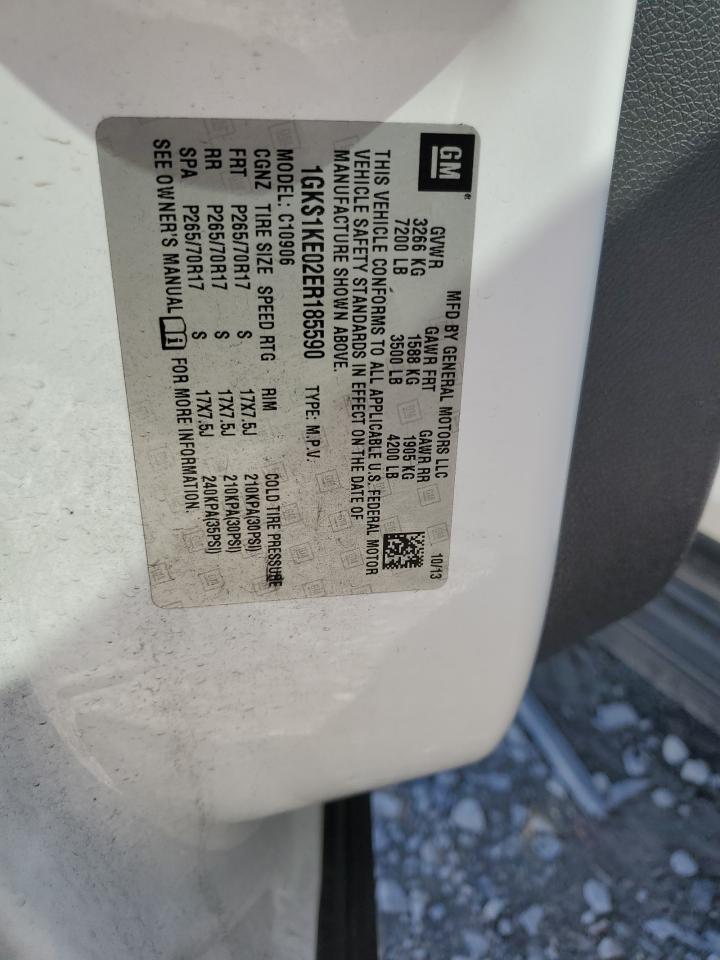 GM
MFD BY GENERAL MOTORS LLC 10/13
GVWR GAWR FRT GAWR RR
3266 KG 1588 KG 1905 KG
7200 LB 3500 LB 4200 LB
THIS VEHICLE CONFORMS TO ALL APPLICABLE U.S. FEDERAL MOTOR
VEHICLE SAFETY STANDARDS IN EFFECT ON THE DATE OF
MANUFACTURE SHOWN ABOVE.
1GKS1KE02ER185590 TYPE: M.P.V.
MODEL: C10906
CGNZ TIRE SIZE SPEED RTG RIM COLD TIRE PRESSURE
FRT P265/70R17 S 17X7.5J 210KPA(30PSI)
RR P265/70R17 S 17X7.5J 210KPA(30PSI)
SPA P265/70R17 S 17X7.5J 240KPA(35PSI)
SEE OWNER'S MANUAL FOR MORE INFORMATION.